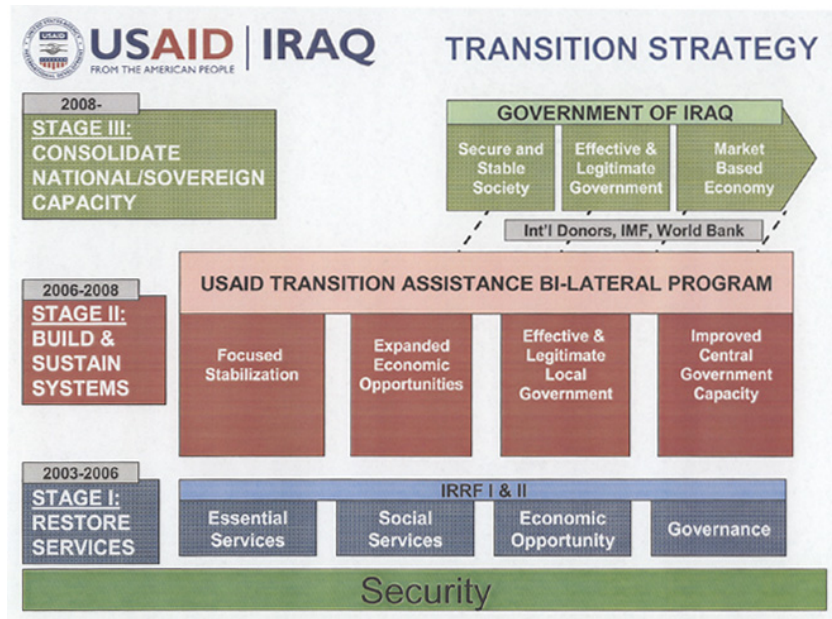 USAID | IRAQ
FROM THE AMERICAN PEOPLE
TRANSITION STRATEGY
2008-
STAGE III:
CONSOLIDATE
NATIONAL/SOVEREIGN
CAPACITY
GOVERNMENT OF IRAQ
Secure and
Stable
Society
Effective &
Legitimate
Government
Market
Based
Economy
Int'l Donors, IMF, World Bank
2006-2008
STAGE II:
BUILD &
SUSTAIN
SYSTEMS
USAID TRANSITION ASSISTANCE BI-LATERAL PROGRAM
Focused
Stabilization
Expanded
Economic
Opportunities
Effective &
Legitimate
Local
Government
Improved
Central
Government
Capacity
2003-2006
STAGE I:
RESTORE
SERVICES
IRRF I & II
Essential
Services
Social
Services
Economic
Opportunity
Governance
Security